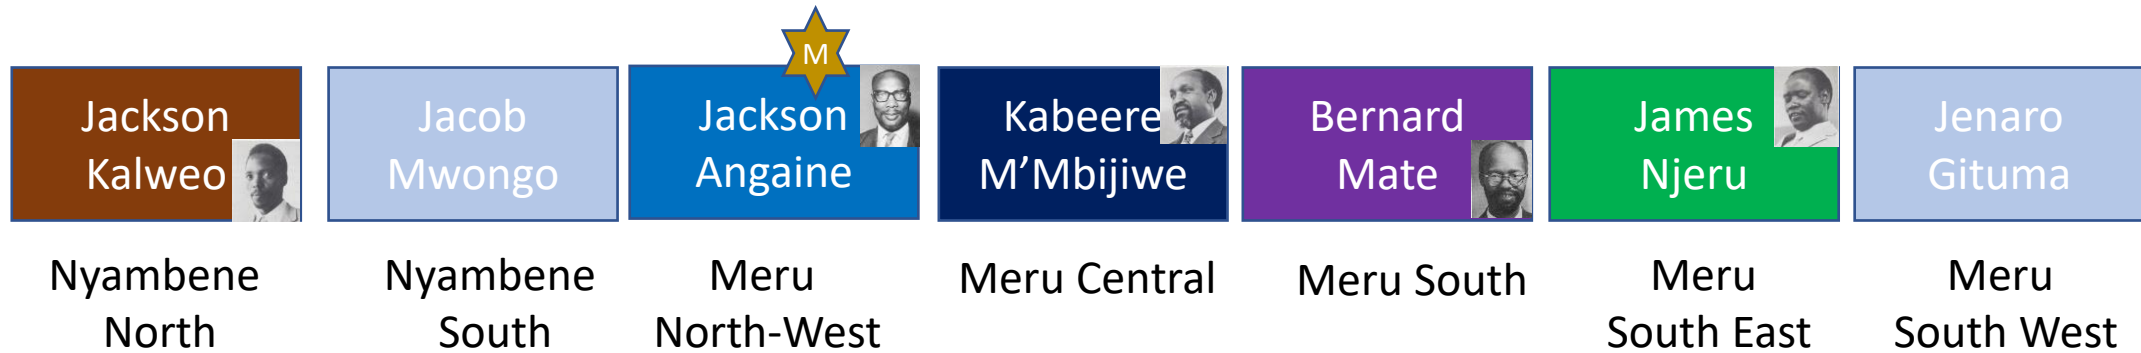 M
Jackson
Kalweo
Jacob
Mwongo
Jackson
Angaine
Kabeere
M’Mbijiwe
Bernard
Mate
James
Njeru
Jenaro
Gituma
Nyambene
North
Nyambene
South
Meru
North-West
Meru Central
Meru South
Meru
South East
Meru
South West